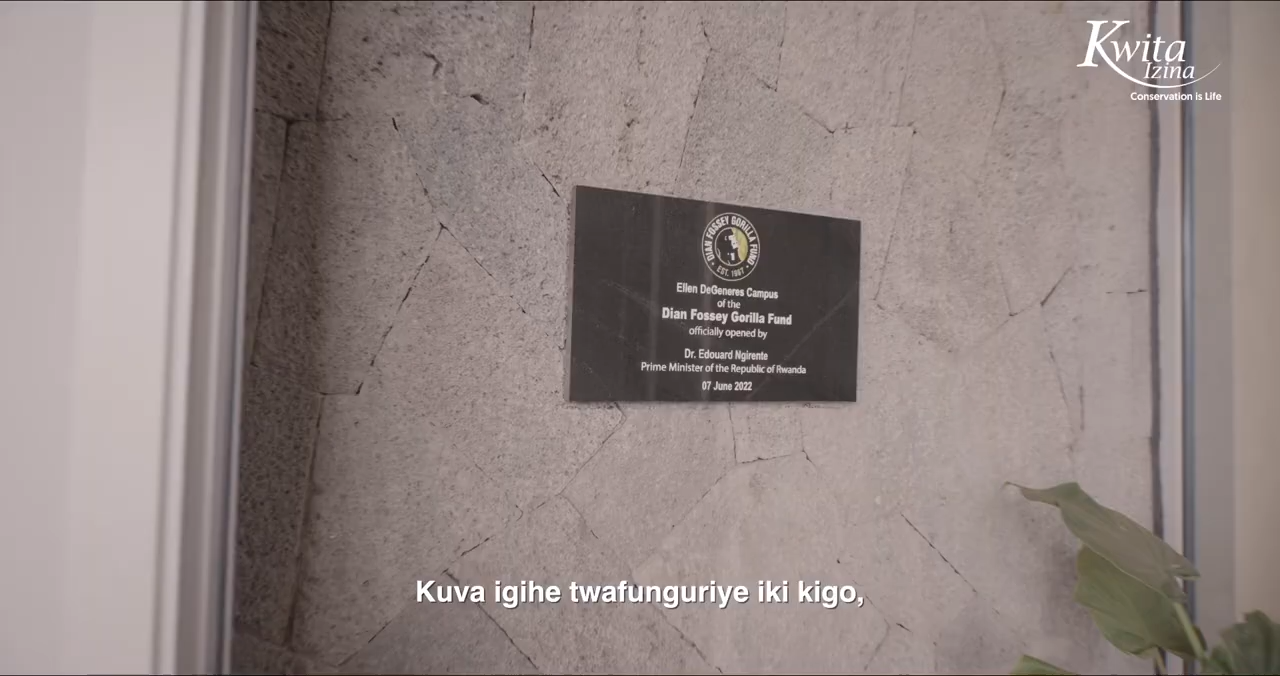 Kwita
Izina
Conservation is Life
DIAN FOSSEY GORILLA FUND
EST. 1967
Ellen DeGeneres Campus
of the
Dian Fossey Gorilla Fund
officially opened by
Dr. Edouard Ngirente
Prime Minister of the Republic of Rwanda
07 June 2022
Kuva igihe twafunguriye iki kigo,